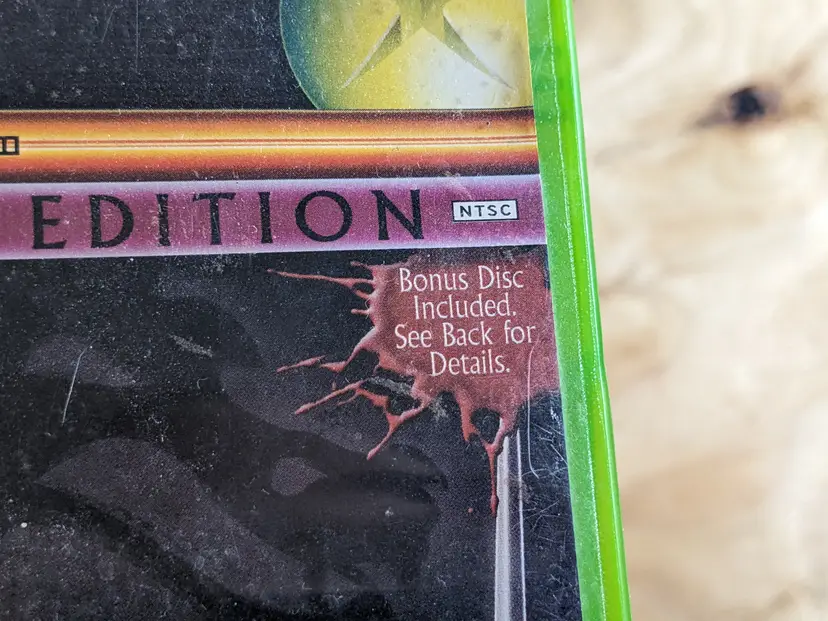 EDITION NTSC
Bonus Disc
Included.
See Back for
Details.